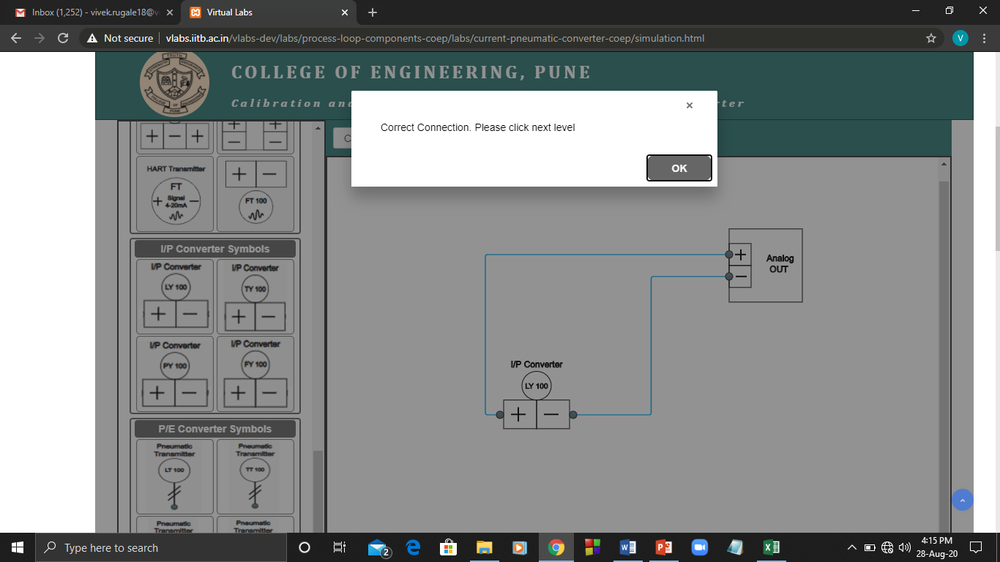 Inbox (1,252) - vivek.rugale18@v
Virtual Labs
Not secure
vlabs.iitb.ac.in/vlabs-dev/labs/process-loop-components-coep/labs/current-pneumatic-converter-coep/simulation.html
V
COLLEGE OF ENGINEERING, PUNE
Calibration an
ter
×
Correct Connection. Please click next level
OK
C
+ − + + +
− −
HART Transmitter
FT
Signal
+ −
4-20mA
+ −
FT 100
I/P Converter Symbols
I/P Converter
LY 100
+ −
I/P Converter
TY 100
+ −
I/P Converter
PY 100
+ −
I/P Converter
FY 100
+ −
P/E Converter Symbols
Pneumatic
Transmitter
LT 100
Pneumatic
Transmitter
TT 100
Pneumatic
Transmitter
Pneumatic
Transmitter
+
−
Analog
OUT
I/P Converter
LY 100
+ −
Type here to search
2
4:15 PM
28-Aug-20